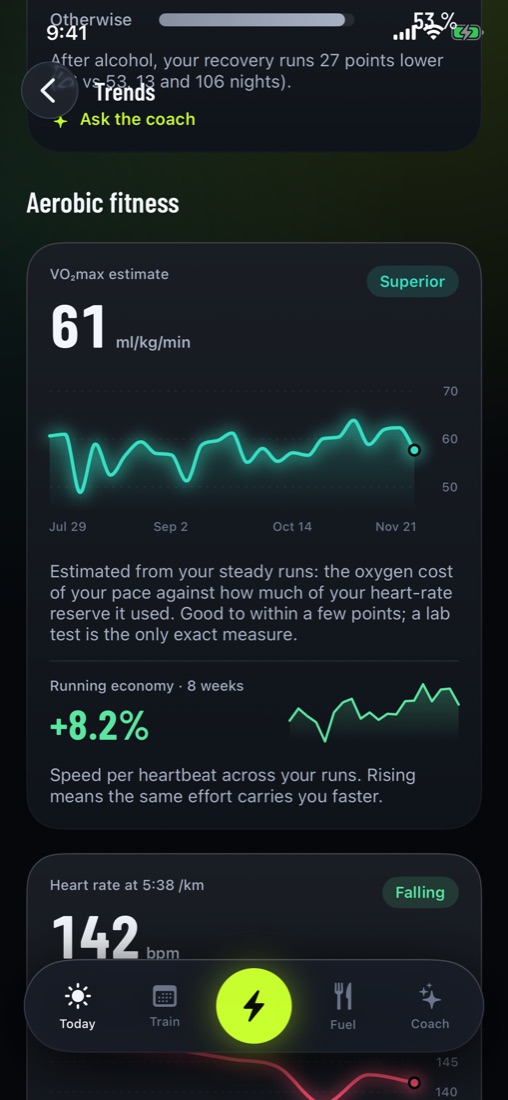 Otherwise
53 %
9:41
After alcohol, your recovery runs 27 points lower
vs 53, 13 and 106 nights).
Trends
Ask the coach
Aerobic fitness
VO₂max estimate
Superior
61 ml/kg/min
70
60
50
Jul 29
Sep 2
Oct 14
Nov 21
Estimated from your steady runs: the oxygen cost
of your pace against how much of your heart-rate
reserve it used. Good to within a few points; a lab
test is the only exact measure.
Running economy · 8 weeks
+8.2%
Speed per heartbeat across your runs. Rising
means the same effort carries you faster.
Heart rate at 5:38 /km
Falling
142 bpm
Today
Train
Fuel
Coach
145
140